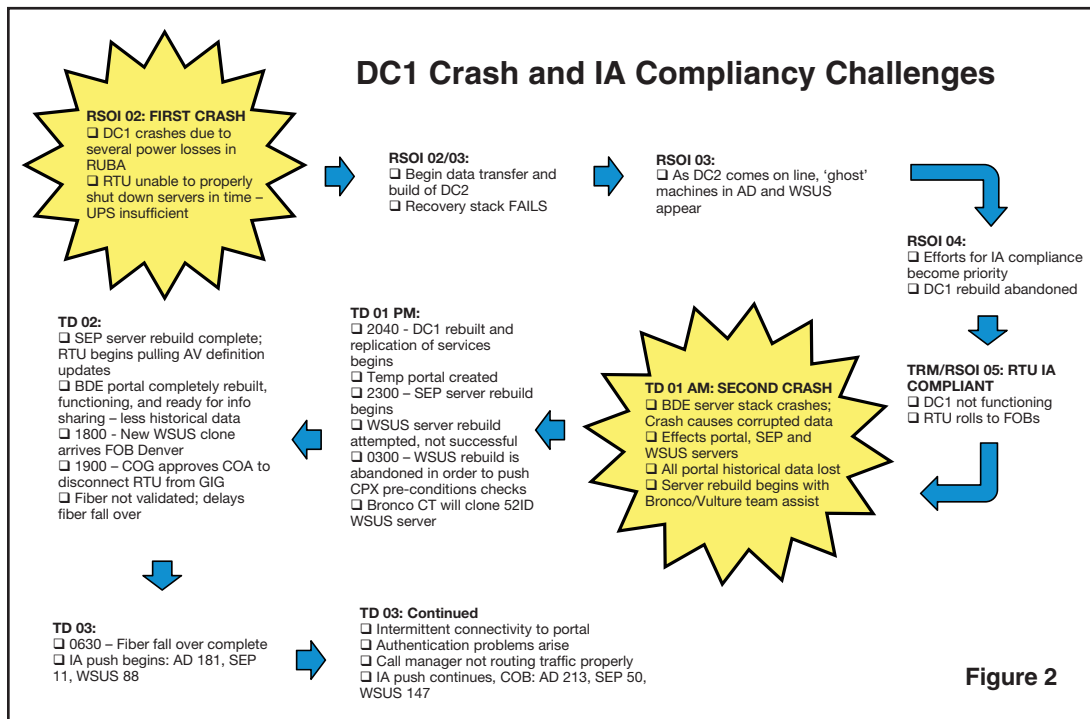 DC1 Crash and IA Compliancy Challenges
RSOI 02: FIRST CRASH
❑ DC1 crashes due to
several power losses in
RUBA
❑ RTU unable to properly
shut down servers in time –
UPS insufficient
RSOI 02/03:
❑ Begin data transfer and
build of DC2
❑ Recovery stack FAILS
RSOI 03:
❑ As DC2 comes on line, ‘ghost’
machines in AD and WSUS
appear
RSOI 04:
❑ Efforts for IA compliance
become priority
❑ DC1 rebuild abandoned
TRM/RSOI 05: RTU IA
COMPLIANT
❑ DC1 not functioning
❑ RTU rolls to FOBs
TD 01 AM: SECOND CRASH
❑ BDE server stack crashes;
Crash causes corrupted data
❑ Effects portal, SEP and
WSUS servers
❑ All portal historical data lost
❑ Server rebuild begins with
Bronco/Vulture team assist
TD 01 PM:
❑ 2040 - DC1 rebuilt and
replication of services
begins
❑ Temp portal created
❑ 2300 – SEP server rebuild
begins
❑ WSUS server rebuild
attempted, not successful
❑ 0300 – WSUS rebuild is
abandoned in order to push
CPX pre-conditions checks
❑ Bronco CT will clone 52ID
WSUS server
TD 02:
❑ SEP server rebuild complete;
RTU begins pulling AV definition
updates
❑ BDE portal completely rebuilt,
functioning, and ready for info
sharing – less historical data
❑ 1800 - New WSUS clone
arrives FOB Denver
❑ 1900 – COG approves COA to
disconnect RTU from GIG
❑ Fiber not validated; delays
fiber fall over
TD 03:
❑ 0630 – Fiber fall over complete
❑ IA push begins: AD 181, SEP
11, WSUS 88
TD 03: Continued
❑ Intermittent connectivity to portal
❑ Authentication problems arise
❑ Call manager not routing traffic properly
❑ IA push continues, COB: AD 213, SEP 50,
WSUS 147
Figure 2